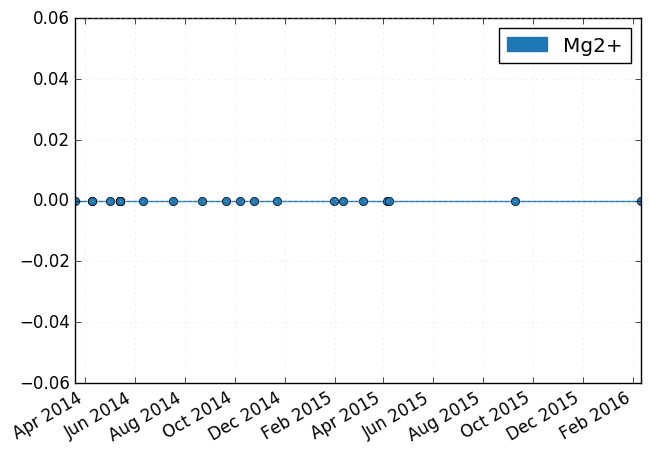 0.06
Mg2+
0.04
0.02
0.00
−0.02
−0.04
−0.06
Apr 2014
Jun 2014
Aug 2014
Oct 2014
Dec 2014
Feb 2015
Apr 2015
Jun 2015
Aug 2015
Oct 2015
Dec 2015
Feb 2016